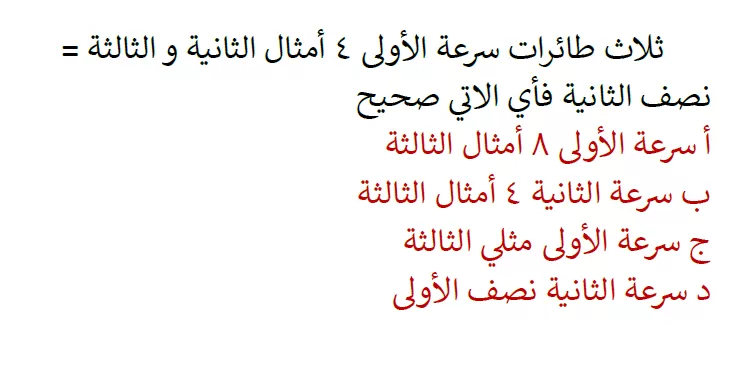 ثلاث طائرات سرعة الأولى ٤ أمثال الثانية و الثالثة =
نصف الثانية فأي الاتي صحيح
أ سرعة الأولى ٨ أمثال الثالثة
ب سرعة الثانية ٤ أمثال الثالثة
ج سرعة الأولى مثلي الثالثة
د سرعة الثانية نصف الأولى